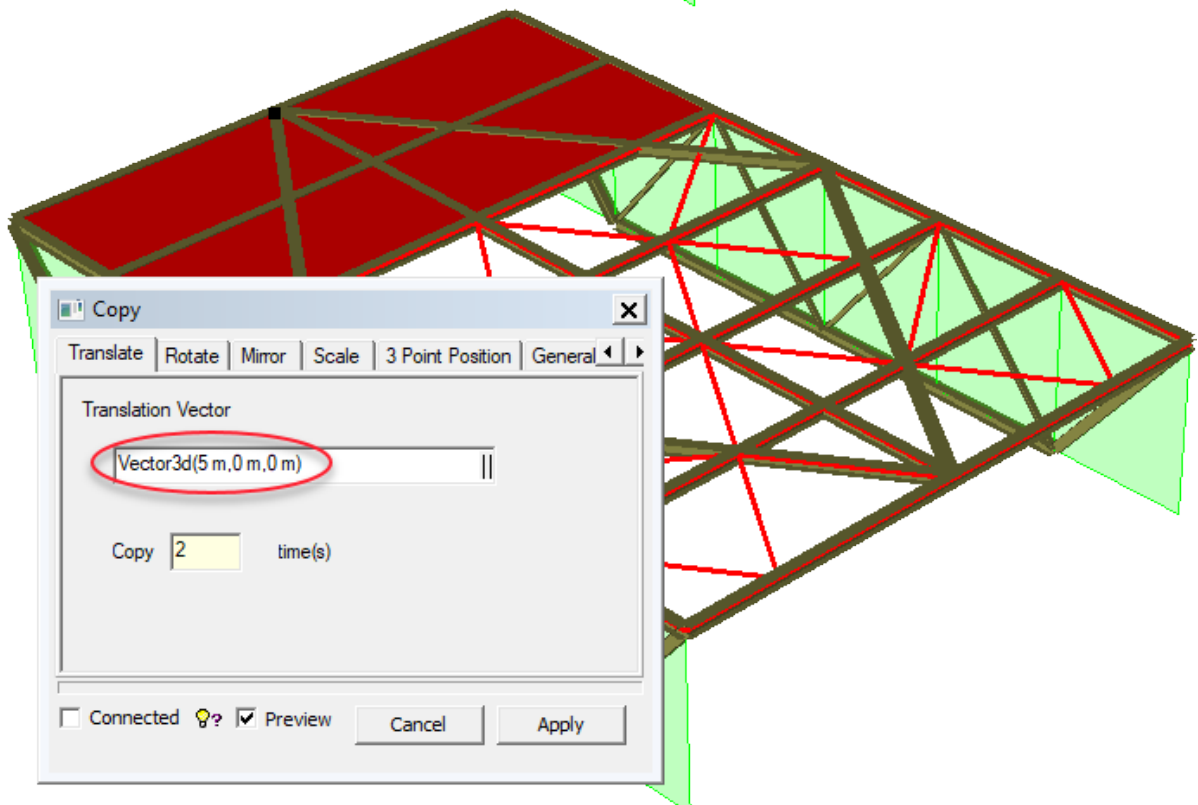 Copy
Translate Rotate Mirror Scale 3 Point Position General
Translation Vector
Vector3d(5 m,0 m,0 m)
Copy 2 time(s)
Connected ? Preview Cancel Apply